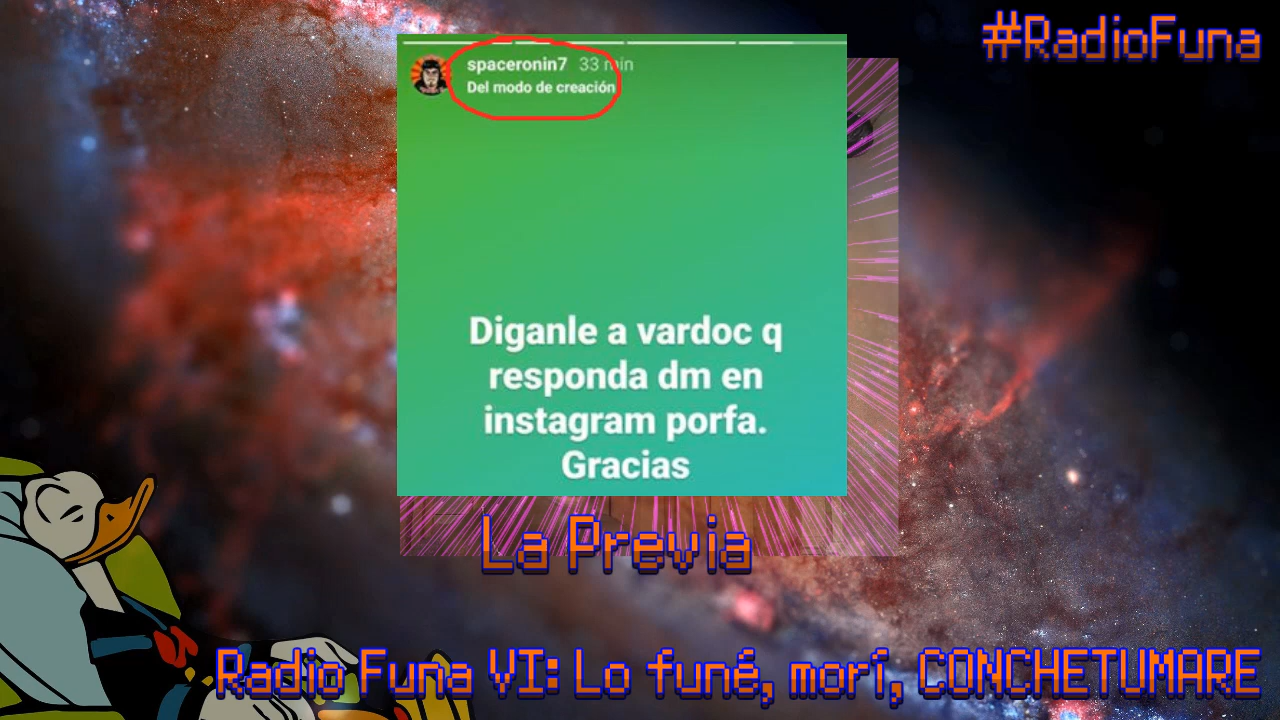 #RadioFuna
spaceronin7 33 min
Del modo de creación
Diganle a vardoc q
responda dm en
instagram porfa.
Gracias
La Previa
Radio Funa VI: Lo funé, morí, CONCHETUMARE